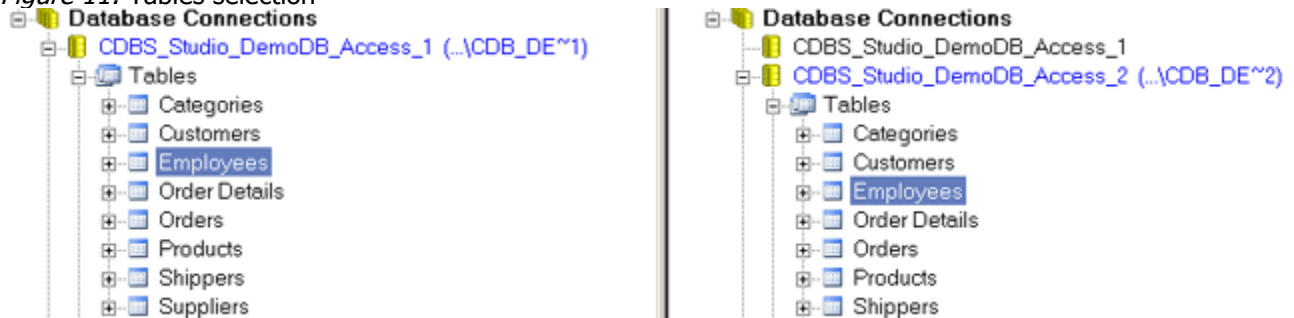 Figure 11. Tables selection
Database Connections
CDBS_Studio_DemoDB_Access_1 (...\CDB_DE~1)
Tables
Categories
Customers
Employees
Order Details
Orders
Products
Shippers
Suppliers
Database Connections
CDBS_Studio_DemoDB_Access_1
CDBS_Studio_DemoDB_Access_2 (...\CDB_DE~2)
Tables
Categories
Customers
Employees
Order Details
Orders
Products
Shippers